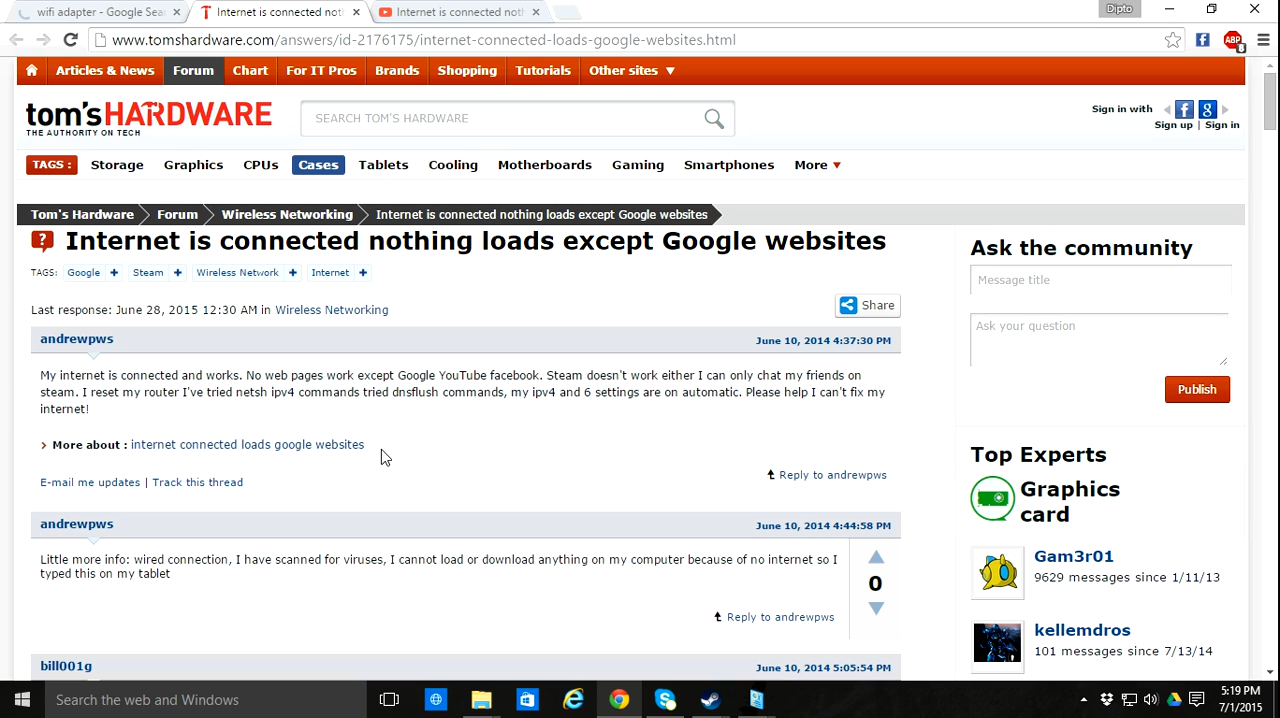 wifi adapter - Google Sea
Internet is connected not
Internet is connected not
Dipto
www.tomshardware.com/answers/id-2176175/internet-connected-loads-google-websites.html
ABP
8
Articles & News
Forum
Chart
For IT Pros
Brands
Shopping
Tutorials
Other sites
tom'sHARDWARE
THE AUTHORITY ON TECH
SEARCH TOM'S HARDWARE
Sign in with
Sign up | Sign in
TAGS :
Storage
Graphics
CPUs
Cases
Tablets
Cooling
Motherboards
Gaming
Smartphones
More
Tom's Hardware
Forum
Wireless Networking
Internet is connected nothing loads except Google websites
Internet is connected nothing loads except Google websites
TAGS: Google + Steam + Wireless Network + Internet +
Last response: June 28, 2015 12:30 AM in Wireless Networking
Share
andrewpws
June 10, 2014 4:37:30 PM
My internet is connected and works. No web pages work except Google YouTube facebook. Steam doesn't work either I can only chat my friends on
steam. I reset my router I've tried netsh ipv4 commands tried dnsflush commands, my ipv4 and 6 settings are on automatic. Please help I can't fix my
internet!
More about : internet connected loads google websites
E-mail me updates | Track this thread
Reply to andrewpws
andrewpws
June 10, 2014 4:44:58 PM
Little more info: wired connection, I have scanned for viruses, I cannot load or download anything on my computer because of no internet so I
typed this on my tablet
0
Reply to andrewpws
bill001g
June 10, 2014 5:05:54 PM
Ask the community
Message title
Ask your question
Publish
Top Experts
Graphics
card
Gam3r01
9629 messages since 1/11/13
kellemdros
101 messages since 7/13/14
Search the web and Windows
5:19 PM
7/1/2015